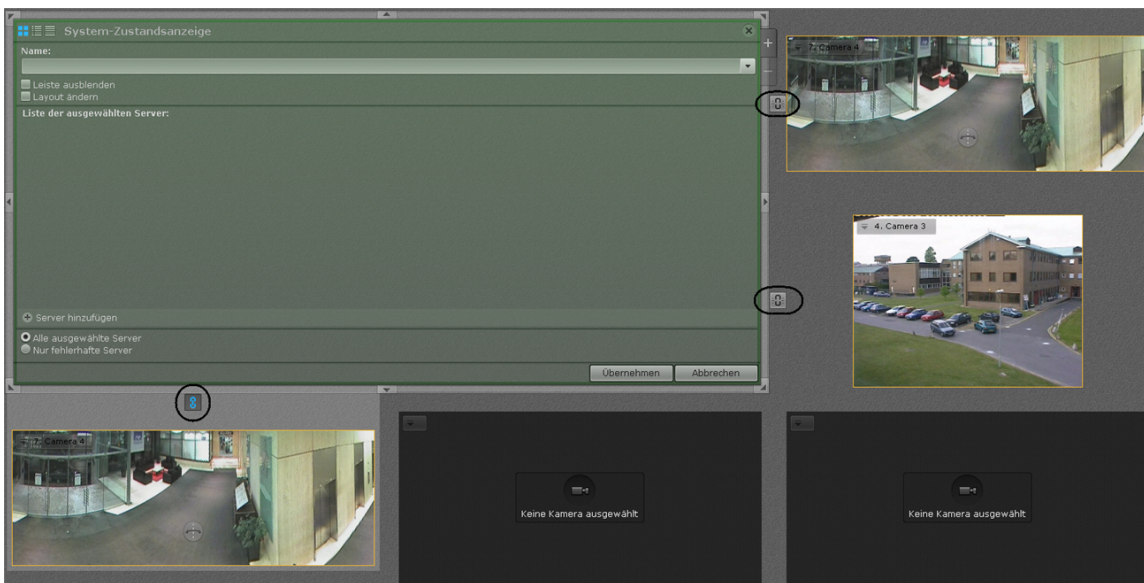 System-Zustandsanzeige
Name:
Leiste ausblenden
Layout ändern
Liste der ausgewählten Server:
Server hinzufügen
Alle ausgewählte Server
Nur fehlerhafte Server
Übernehmen
Abbrechen
7. Camera 4
4. Camera 3
7. Camera 4
Keine Kamera ausgewählt
Keine Kamera ausgewählt